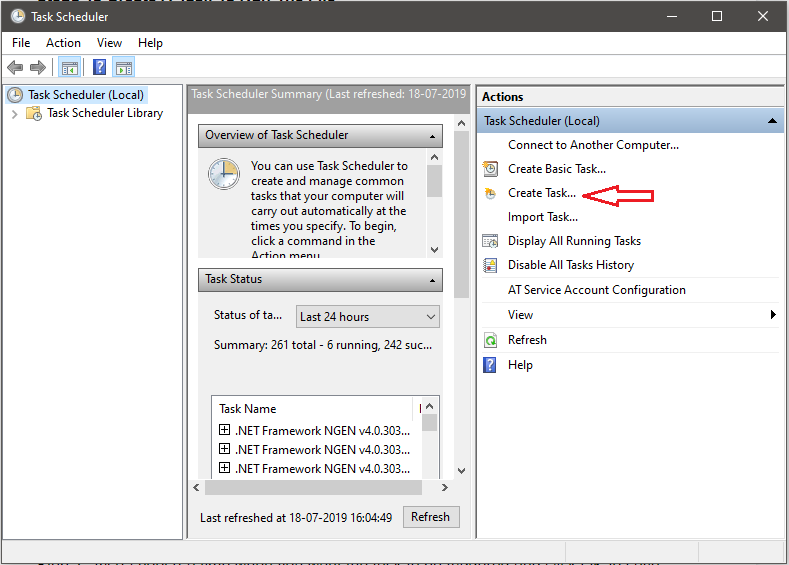 Task Scheduler
File Action View Help
Task Scheduler (Local)
Task Scheduler Library
Task Scheduler Summary (Last refreshed: 18-07-2019
Overview of Task Scheduler
You can use Task Scheduler to
create and manage common
tasks that your computer will
carry out automatically at the
times you specify. To begin,
click a command in the
Action menu
Task Status
Status of ta... Last 24 hours
Summary: 261 total - 6 running, 242 suc...
Task Name
.NET Framework NGEN v4.0.303...
.NET Framework NGEN v4.0.303...
.NET Framework NGEN v4.0.303...
Last refreshed at 18-07-2019 16:04:49 Refresh
Actions
Task Scheduler (Local)
Connect to Another Computer...
Create Basic Task...
Create Task...
Import Task...
Display All Running Tasks
Disable All Tasks History
AT Service Account Configuration
View
Refresh
Help